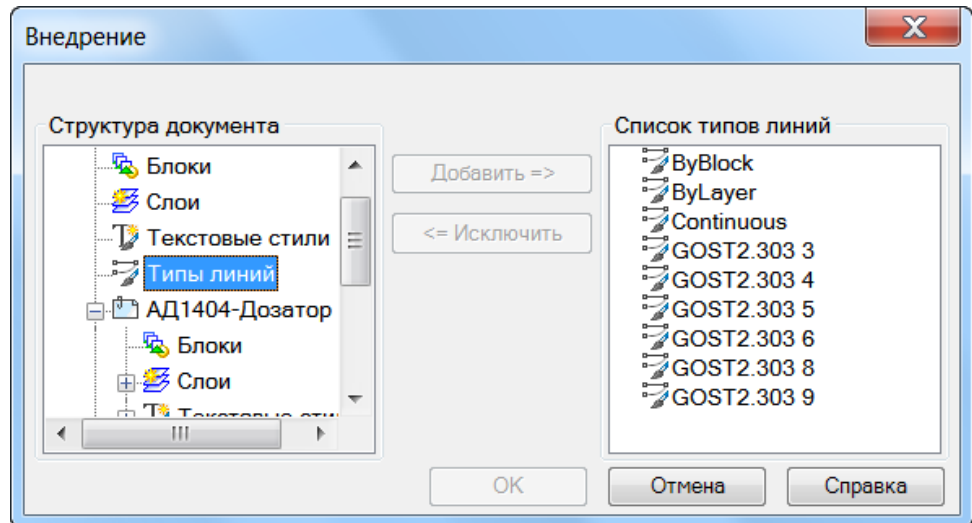 Внедрение
Структура документа
Блоки
Слои
Текстовые стили
Типы линий
АД1404-Дозатор
Блоки
Слои
Добавить =>
<= Исключить
Список типов линий
ByBlock
ByLayer
Continuous
GOST2.303 3
GOST2.303 4
GOST2.303 5
GOST2.303 6
GOST2.303 8
GOST2.303 9
OK
Отмена
Справка